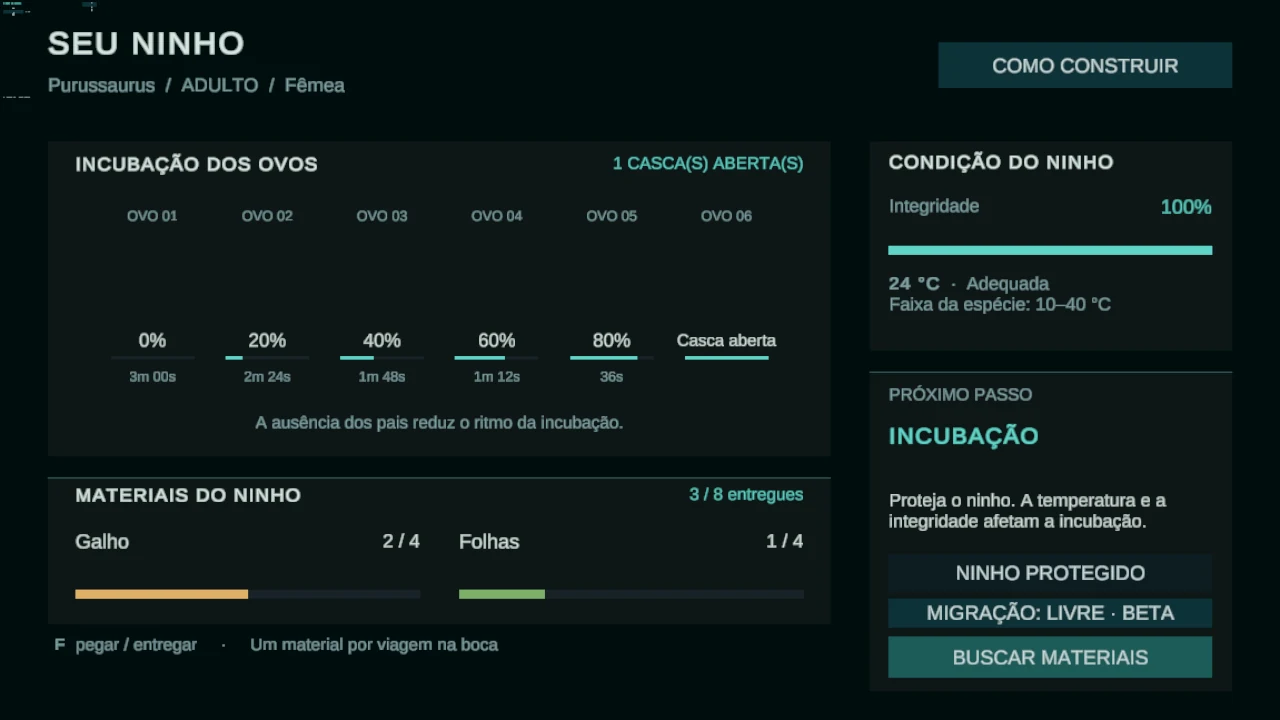 SEU NINHO
Purussaurus / ADULTO / Fêmea
COMO CONSTRUIR
INCUBAÇÃO DOS OVOS
1 CASCA(S) ABERTA(S)
OVO 01 OVO 02 OVO 03 OVO 04 OVO 05 OVO 06
0% 20% 40% 60% 80% Casca aberta
3m 00s 2m 24s 1m 48s 1m 12s 36s
A ausência dos pais reduz o ritmo da incubação.
MATERIAIS DO NINHO
3 / 8 entregues
Galho 2 / 4 Folhas 1 / 4
F pegar / entregar · Um material por viagem na boca
CONDIÇÃO DO NINHO
Integridade 100%
24 °C · Adequada
Faixa da espécie: 10–40 °C
PRÓXIMO PASSO
INCUBAÇÃO
Proteja o ninho. A temperatura e a
integridade afetam a incubação.
NINHO PROTEGIDO
MIGRAÇÃO: LIVRE · BETA
BUSCAR MATERIAIS